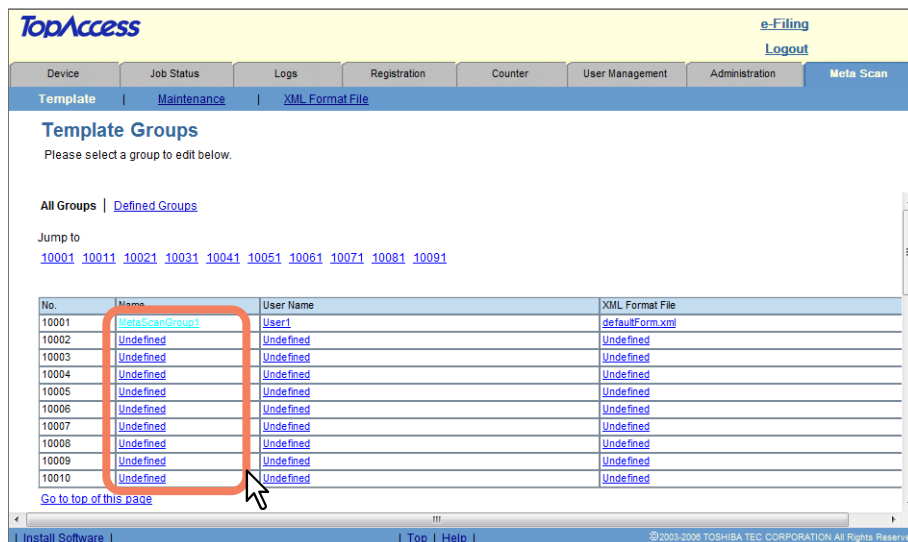 TopAccess
e-Filing
Logout
Device Job Status Logs Registration Counter User Management Administration Meta Scan
Template | Maintenance | XML Format File
Template Groups
Please select a group to edit below.
All Groups | Defined Groups
Jump to
10001 10011 10021 10031 10041 10051 10061 10071 10081 10091
No. Name User Name XML Format File
10001 MetaScanGroup1 User1 defaultForm.xml
10002 Undefined Undefined Undefined
10003 Undefined Undefined Undefined
10004 Undefined Undefined Undefined
10005 Undefined Undefined Undefined
10006 Undefined Undefined Undefined
10007 Undefined Undefined Undefined
10008 Undefined Undefined Undefined
10009 Undefined Undefined Undefined
10010 Undefined Undefined Undefined
Go to top of this page
| Install Software | | Top | Help | ©2003-2006 TOSHIBA TEC CORPORATION All Rights Reserve